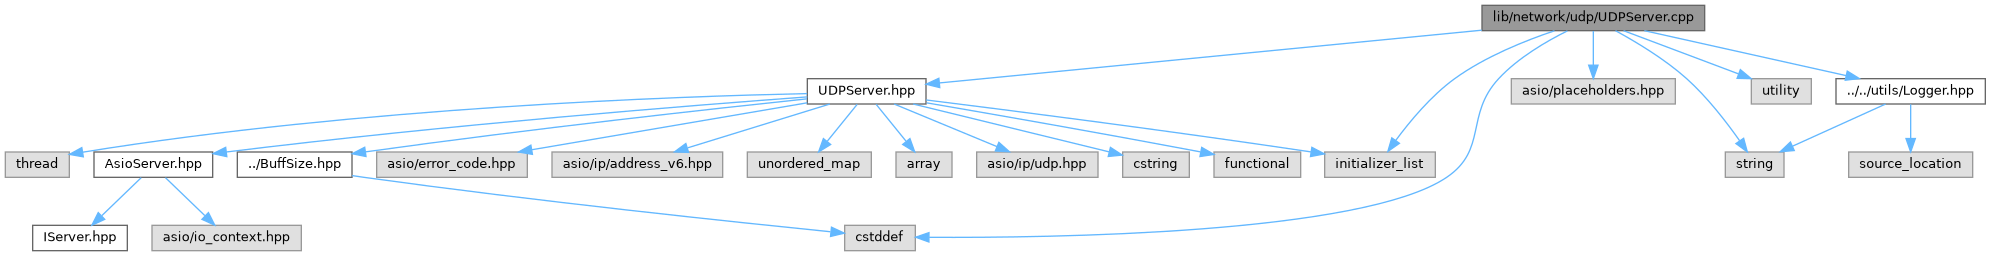 lib/network/udp/UDPServer.cpp
UDPServer.hpp
asio/placeholders.hpp
utility
../../utils/Logger.hpp
thread
AsioServer.hpp
../BuffSize.hpp
asio/error_code.hpp
asio/ip/address_v6.hpp
unordered_map
array
asio/ip/udp.hpp
cstring
functional
initializer_list
string
source_location
IServer.hpp
asio/io_context.hpp
cstddef